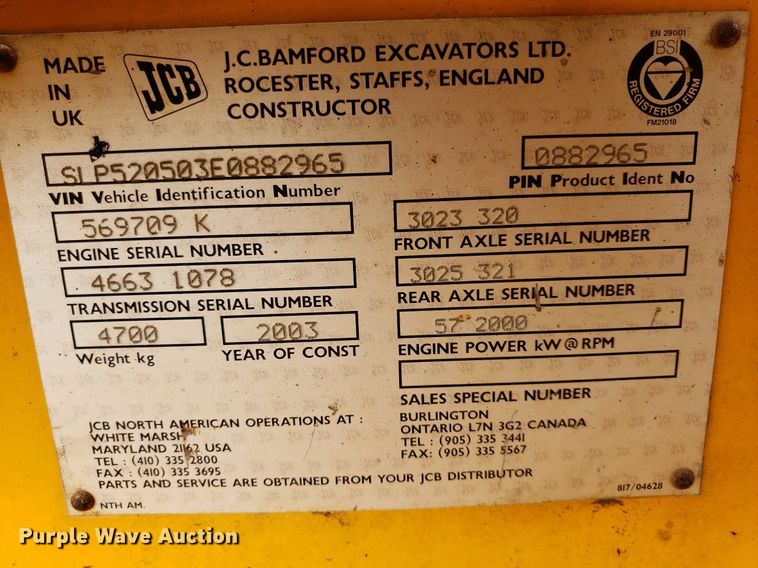 MADE IN UK
JCB
J.C.BAMFORD EXCAVATORS LTD.
ROCESTER, STAFFS, ENGLAND
CONSTRUCTOR
EN 29001
BSI
REGISTERED FIRM
FM21018
SLP520503E0882965
VIN Vehicle Identification Number
0882965
PIN Product Ident No
569709 K
ENGINE SERIAL NUMBER
3023 320
FRONT AXLE SERIAL NUMBER
4663 1078
TRANSMISSION SERIAL NUMBER
3025 321
REAR AXLE SERIAL NUMBER
4700
Weight kg
2003
YEAR OF CONST
57 2000
ENGINE POWER kW @ RPM
SALES SPECIAL NUMBER
JCB NORTH AMERICAN OPERATIONS AT :
WHITE MARSH
MARYLAND 21162 USA
TEL : (410) 335 2800
FAX : (410) 335 3695
BURLINGTON
ONTARIO L7N 3G2 CANADA
TEL : (905) 335 3441
FAX: (905) 335 5567
PARTS AND SERVICE ARE OBTAINED FROM YOUR JCB DISTRIBUTOR
NTH AM.
817/04628
Purple Wave Auction